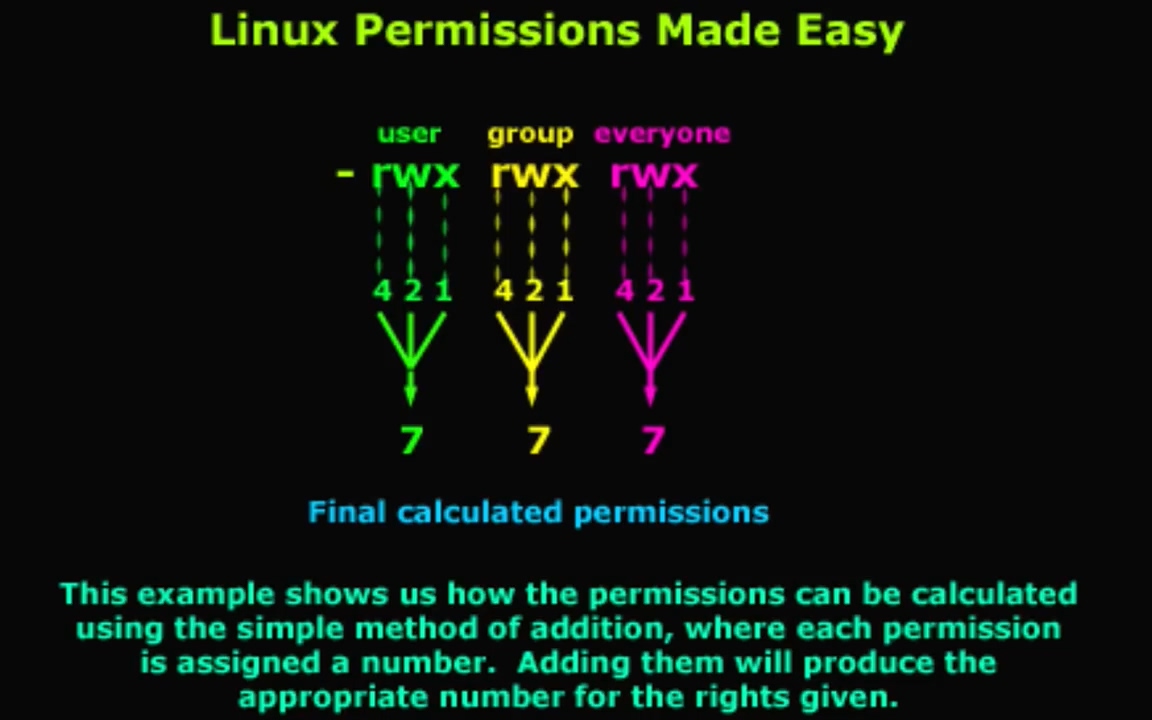 Linux Permissions Made Easy
user group everyone
- rwx rwx rwx
4 2 1 4 2 1 4 2 1
7 7 7
Final calculated permissions
This example shows us how the permissions can be calculated
using the simple method of addition, where each permission
is assigned a number.  Adding them will produce the
appropriate number for the rights given.